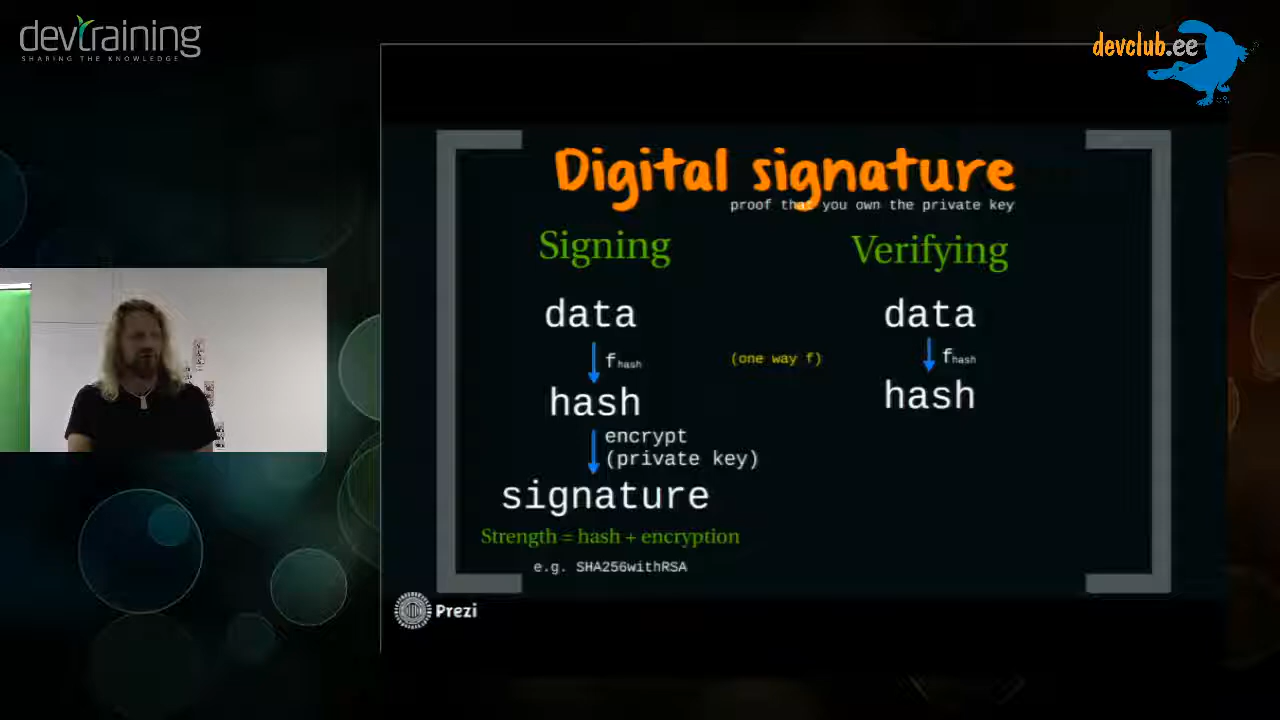 devtraining
SHARING THE KNOWLEDGE
devclub.ee
Digital signature
proof that you own the private key
Signing
data
fhash
hash
encrypt
(private key)
signature
Strength = hash + encryption
e.g. SHA256withRSA
(one way f)
Verifying
data
fhash
hash
Prezi